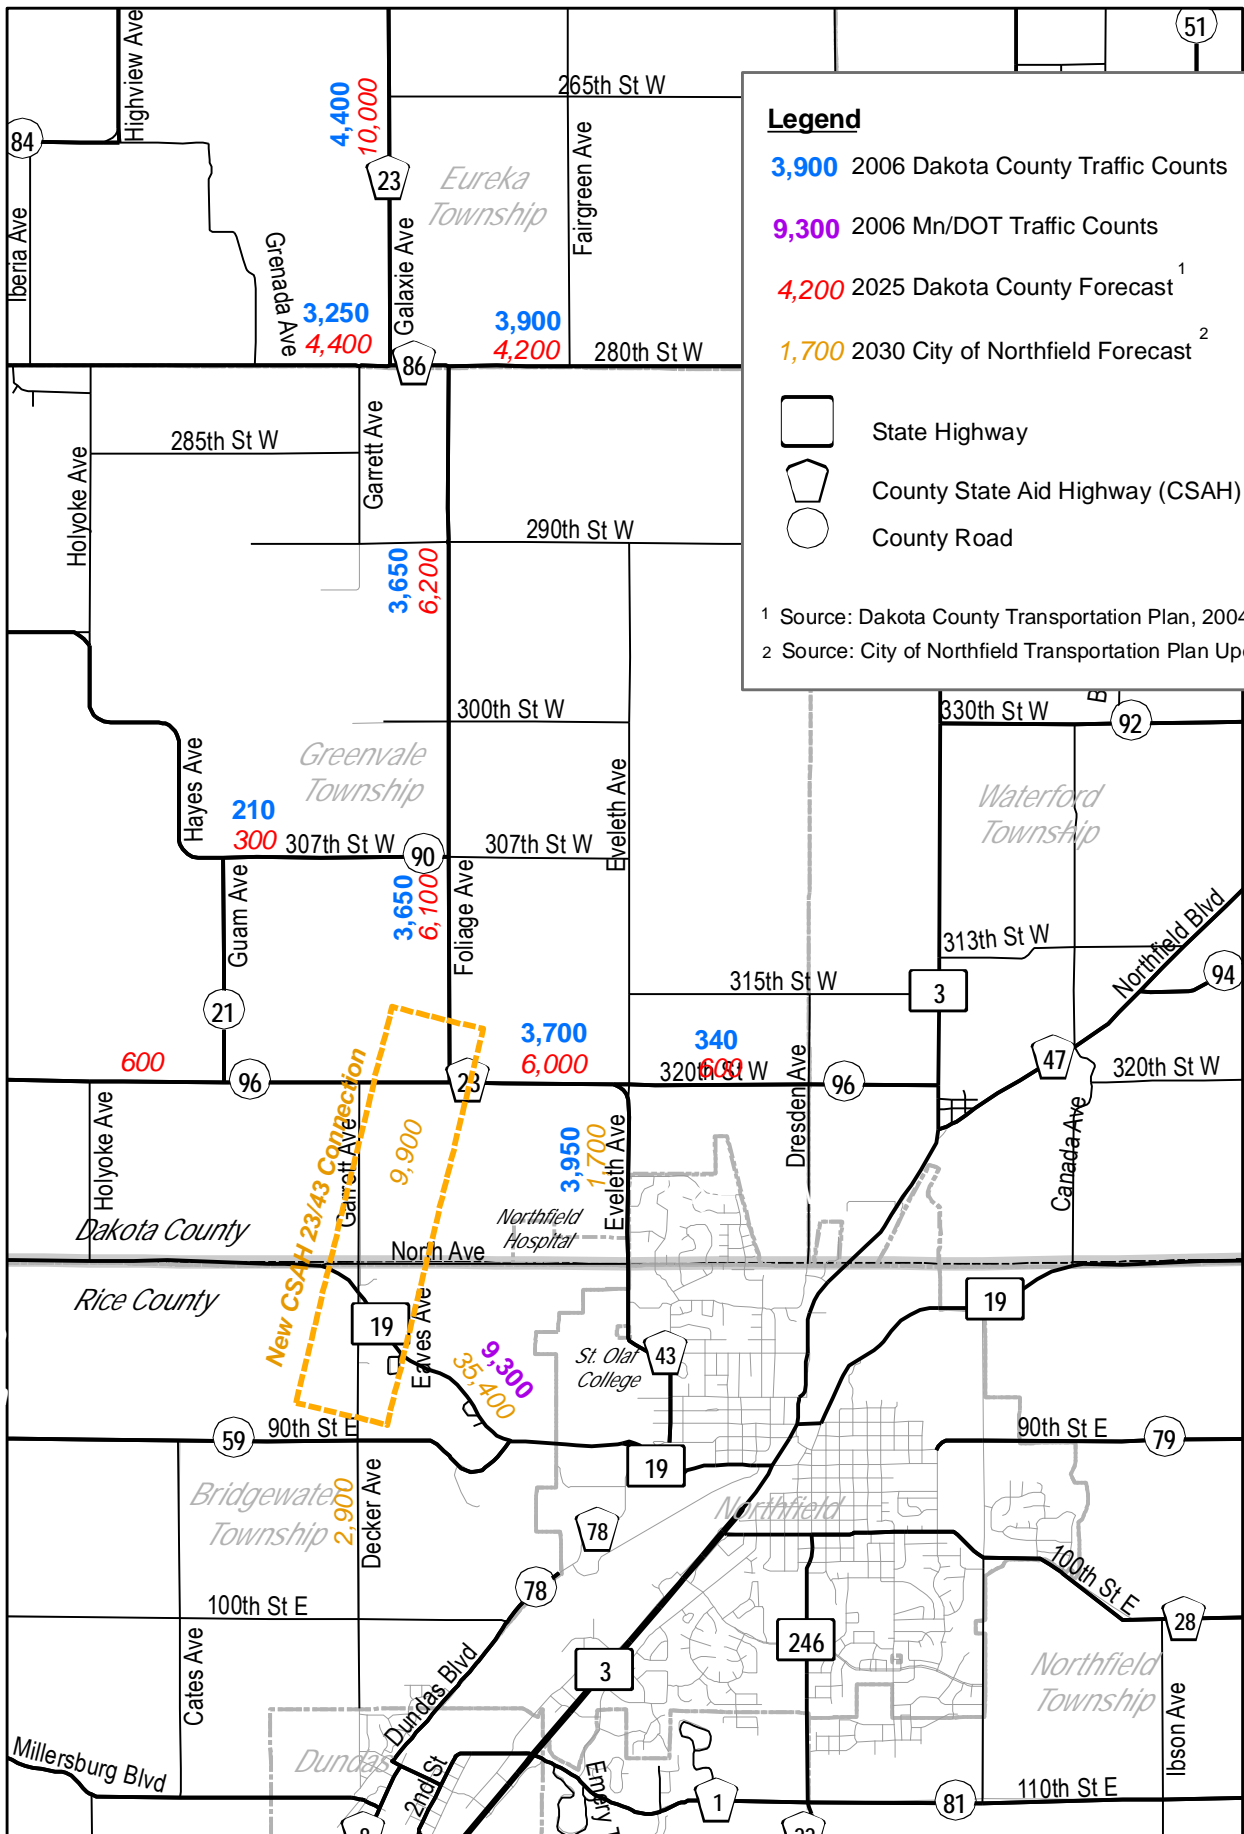 Highview Ave
84
Iberia Ave
Grenada Ave
4,400
10,000
23
Galaxie Ave
Eureka
Township
265th St W
Fairgreen Ave
51
Legend
3,900 2006 Dakota County Traffic Counts
9,300 2006 Mn/DOT Traffic Counts
4,200 2025 Dakota County Forecast 1
1,700 2030 City of Northfield Forecast 2
State Highway
County State Aid Highway (CSAH)
County Road
1 Source: Dakota County Transportation Plan, 2004
2 Source: City of Northfield Transportation Plan Up
3,250
4,400
86
3,900
4,200
280th St W
285th St W
Holyoke Ave
Garrett Ave
290th St W
3,650
6,200
300th St W
330th St W
92
Greenvale
Township
Hayes Ave
210
300
307th St W
90
307th St W
Eveleth Ave
Waterford
Township
Guam Ave
3,650
6,100
Foliage Ave
313th St W
Northfield Blvd
94
315th St W
3
21
600
96
3,700
6,000
340
600
320th St W
23
96
Dresden Ave
47
320th St W
Holyoke Ave
Garrett Ave
New CSAH 23/43 Connection
9,900
3,950
1,700
Eveleth Ave
Canada Ave
Northfield
Hospital
Dakota County
North Ave
Rice County
19
Eaves Ave
9,300
35,400
St. Olaf
College
43
19
59
90th St E
19
90th St E
79
Bridgewater
Township
2,900
Decker Ave
78
Northfield
100th St E
78
100th St E
28
Cates Ave
Dundas Blvd
3
246
Northfield
Township
Ibson Ave
Millersburg Blvd
Dundas
2nd St
Emery
1
81
110th St E